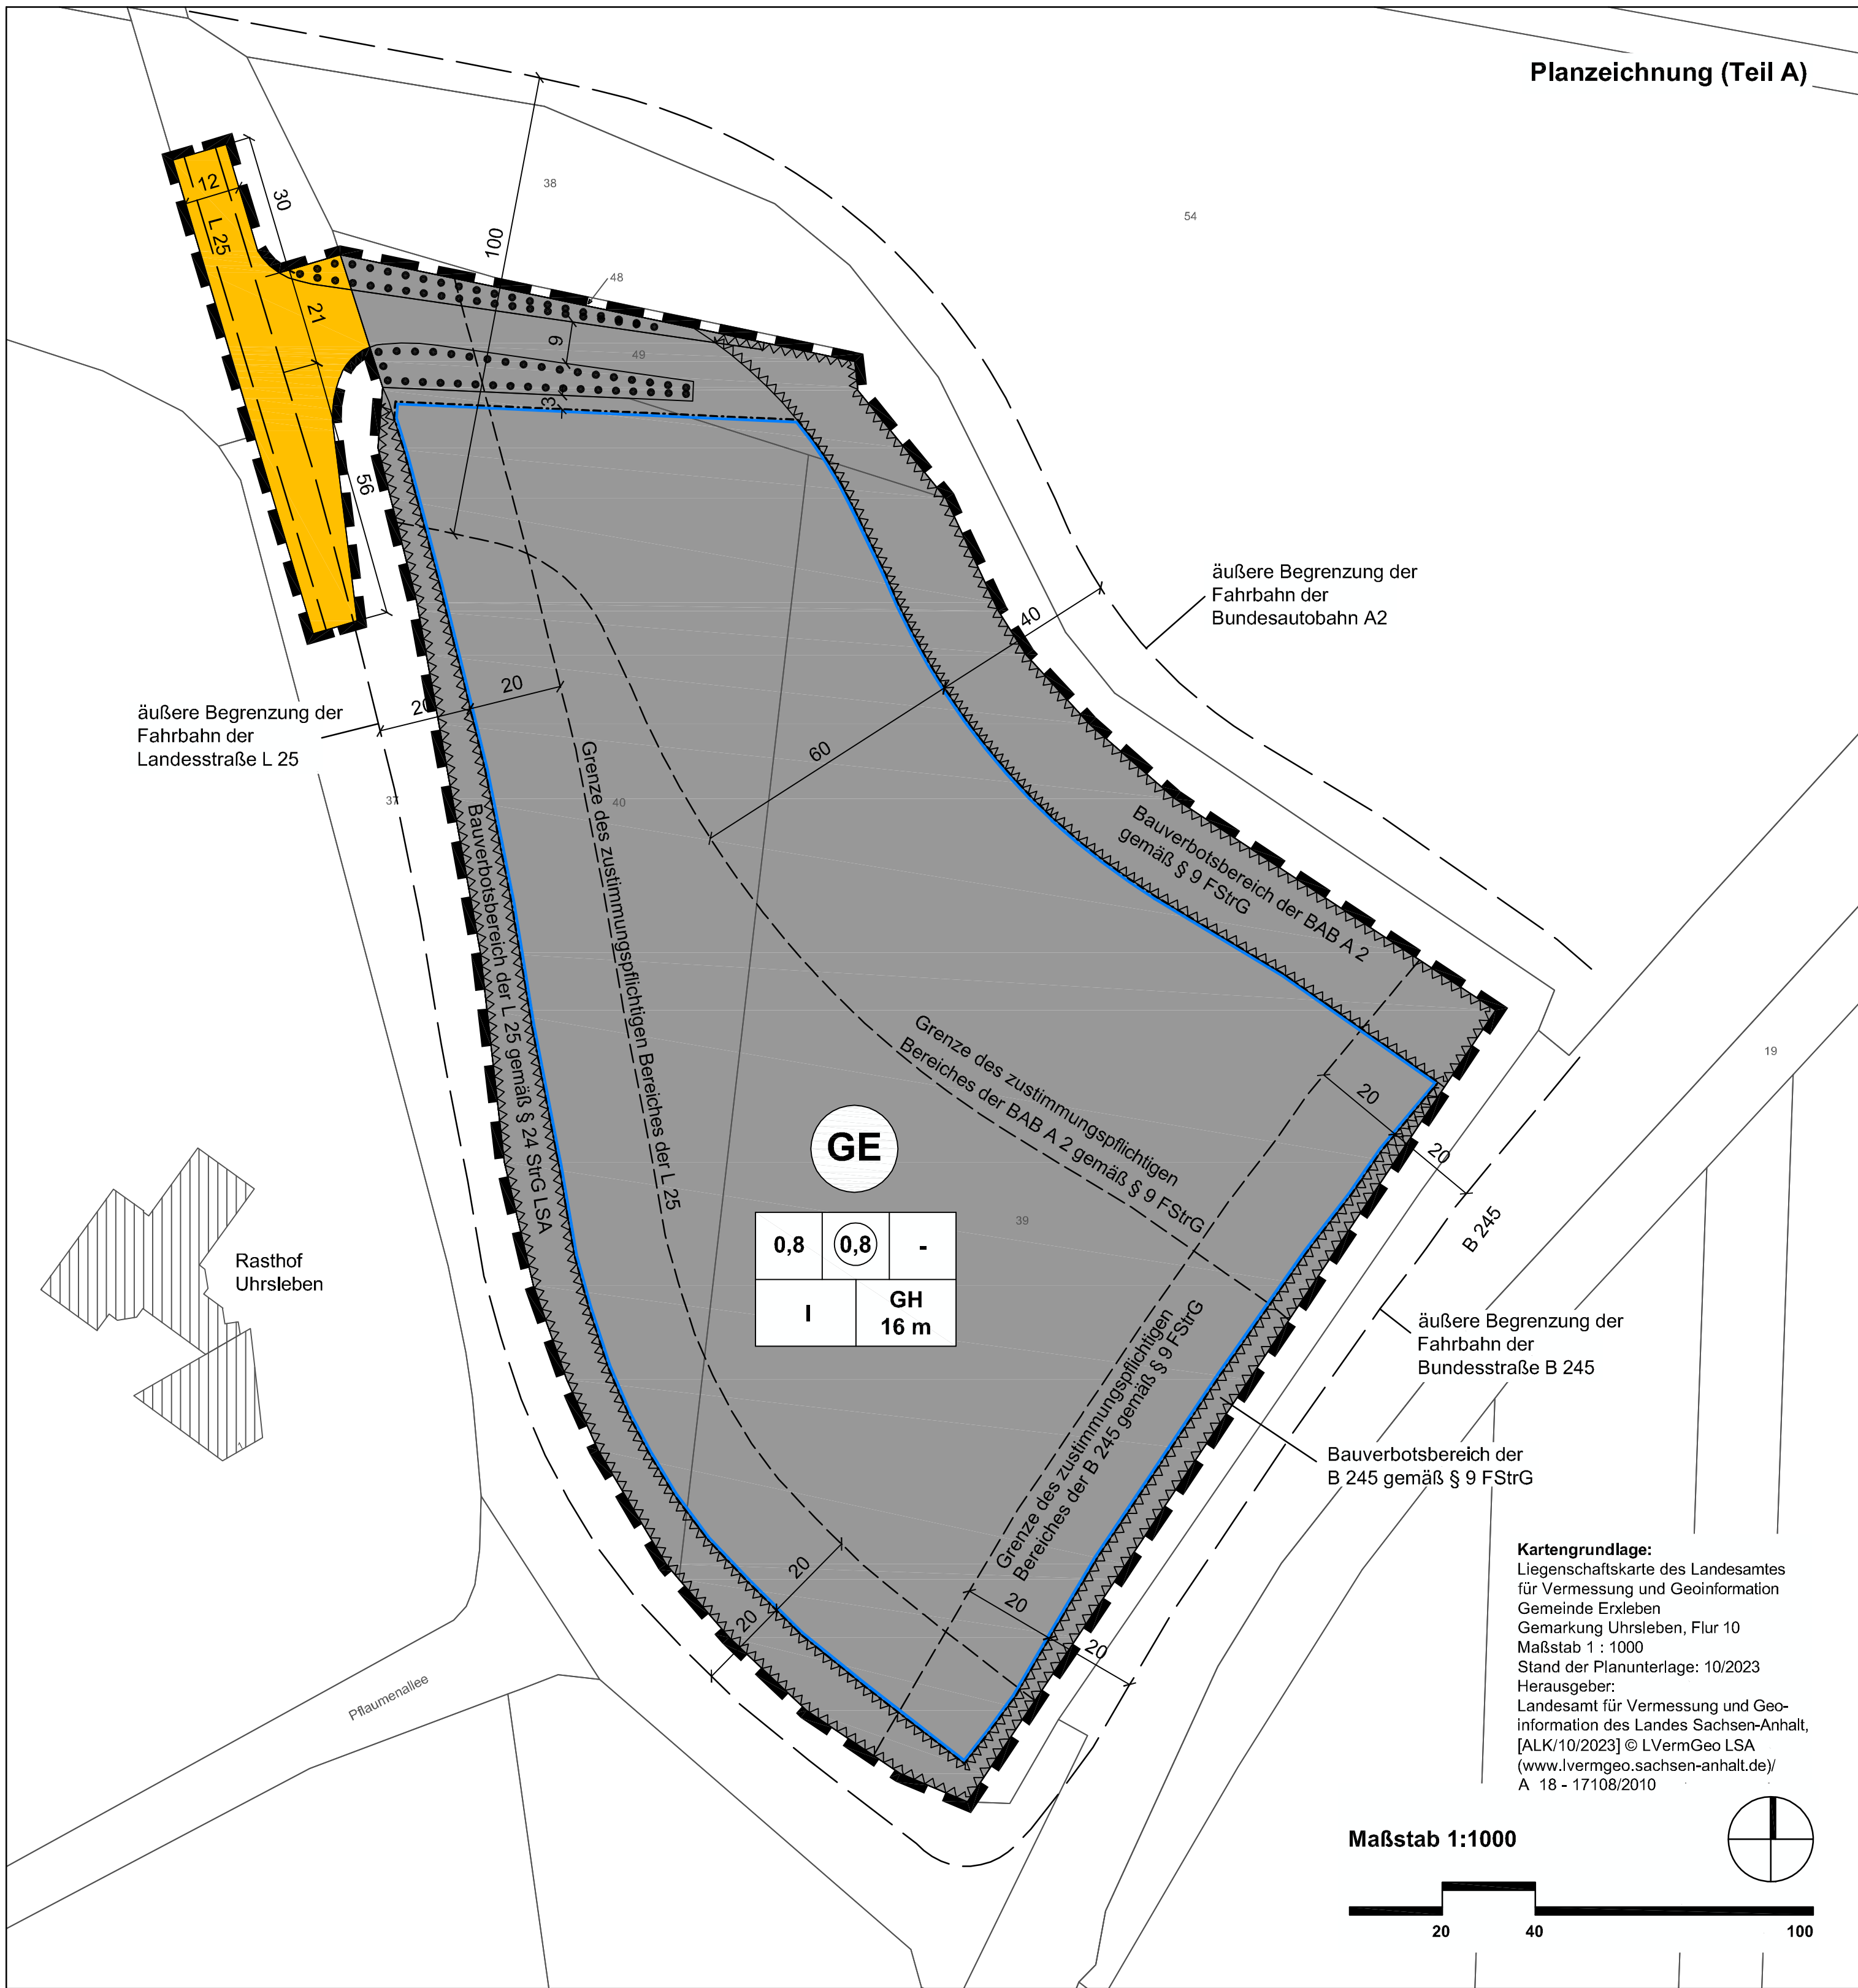 Planzeichnung (Teil A)
12
30
L 25
21
56
100
38
54
48
9
49
3
äußere Begrenzung der
Fahrbahn der
Bundesautobahn A2
40
60
20
20
äußere Begrenzung der
Fahrbahn der
Landesstraße L 25
37
40
Bauverbotsbereich der L 25 gemäß § 24 StrG LSA
Grenze des zustimmungspflichtigen Bereiches der L 25
Bauverbotsbereich der BAB A 2
gemäß § 9 FStrG
Grenze des zustimmungspflichtigen
Bereiches der BAB A 2 gemäß § 9 FStrG
19
20
20
B 245
GE
39
0,8
0,8
-
I
GH
16 m
Rasthof
Uhrsleben
Grenze des zustimmungspflichtigen
Bereiches der B 245 gemäß § 9 FStrG
äußere Begrenzung der
Fahrbahn der
Bundesstraße B 245
Bauverbotsbereich der
B 245 gemäß § 9 FStrG
20
20
20
20
Pflaumenallee
Kartengrundlage:
Liegenschaftskarte des Landesamtes
für Vermessung und Geoinformation
Gemeinde Erxleben
Gemarkung Uhrsleben, Flur 10
Maßstab 1 : 1000
Stand der Planunterlage: 10/2023
Herausgeber:
Landesamt für Vermessung und Geo-
information des Landes Sachsen-Anhalt,
[ALK/10/2023] © LVermGeo LSA
(www.lvermgeo.sachsen-anhalt.de)/
A 18 - 17108/2010
Maßstab 1:1000
20
40
100